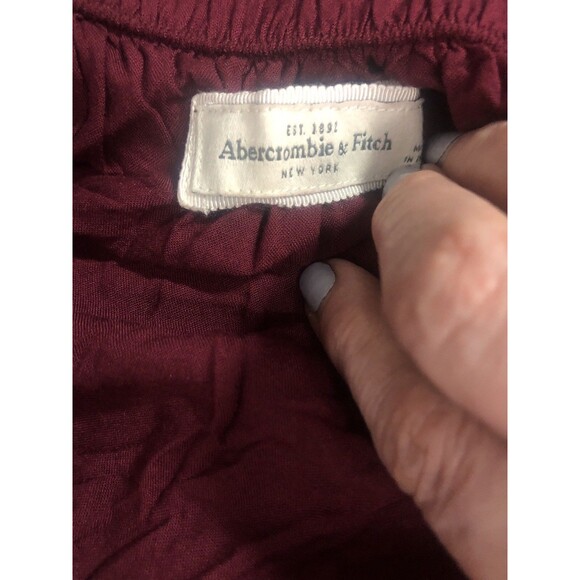 EST. 1892
Abercrombie & Fitch
NEW YORK